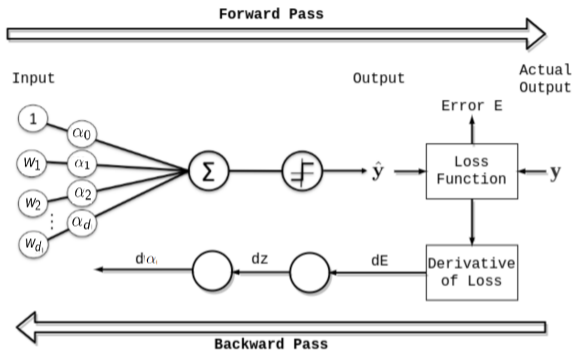 Forward Pass
Input
Output
Actual
Output
Error E
1
α0
w1
α1
w2
α2
⋮
wd
αd
Σ
ŷ
Loss
Function
y
dα
dz
dE
Derivative
of Loss
Backward Pass